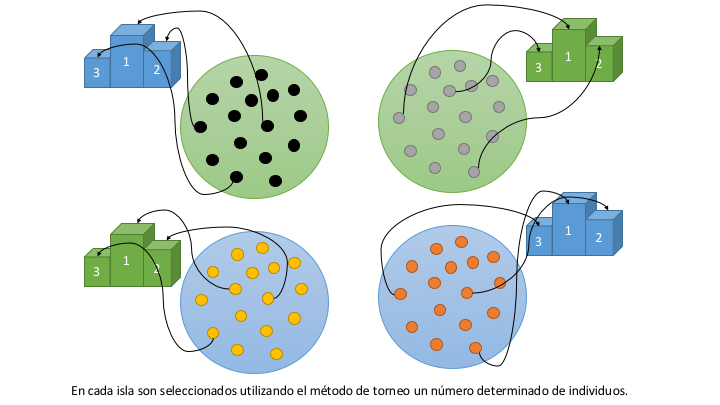 3 1 2
3 1 2
3 1 2
3 1 2
En cada isla son seleccionados utilizando el método de torneo un número determinado de individuos.